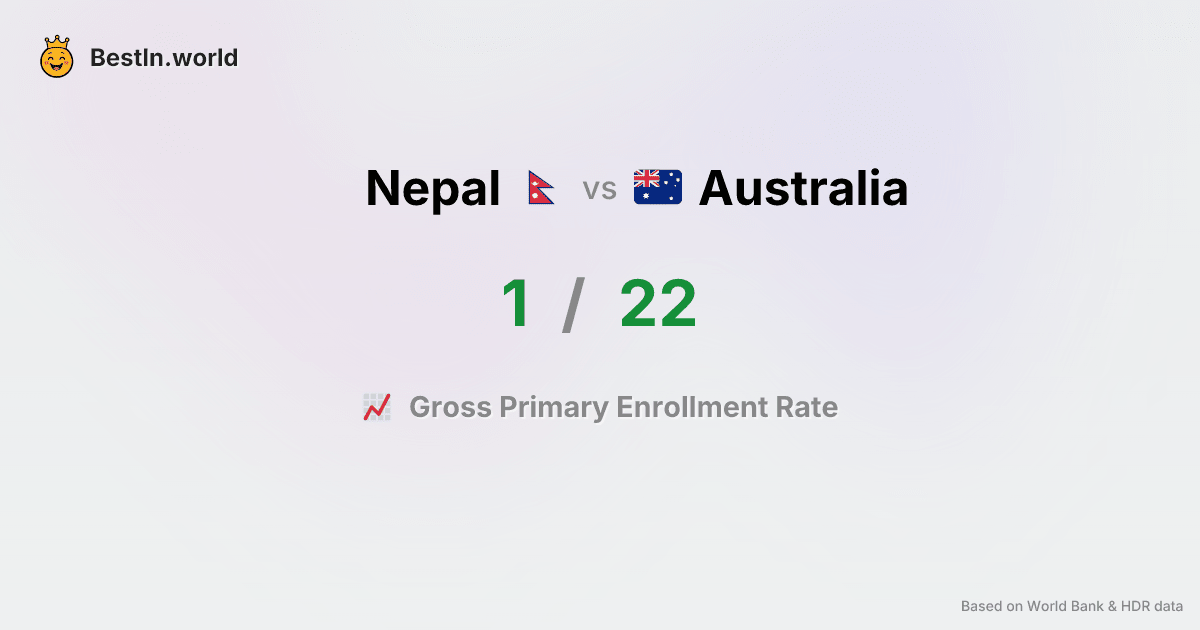 BestIn.world
Nepal vs Australia
1 / 22
Gross Primary Enrollment Rate
Based on World Bank & HDR data